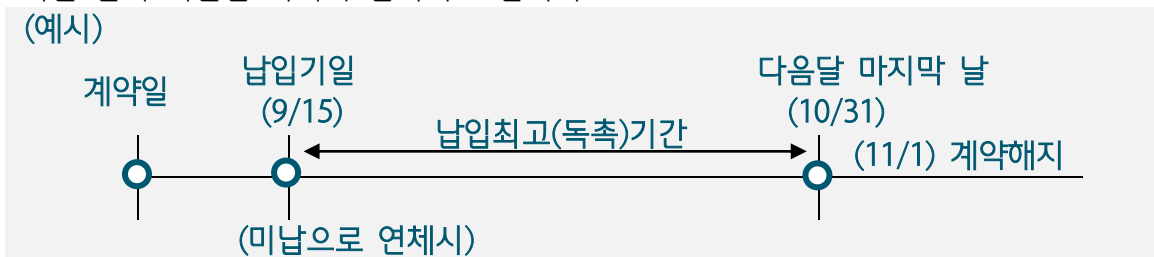 (예시)
계약일
납입기일
(9/15)
다음달 마지막 날
(10/31)
납입최고(독촉)기간
(11/1) 계약해지
(미납으로 연체시)